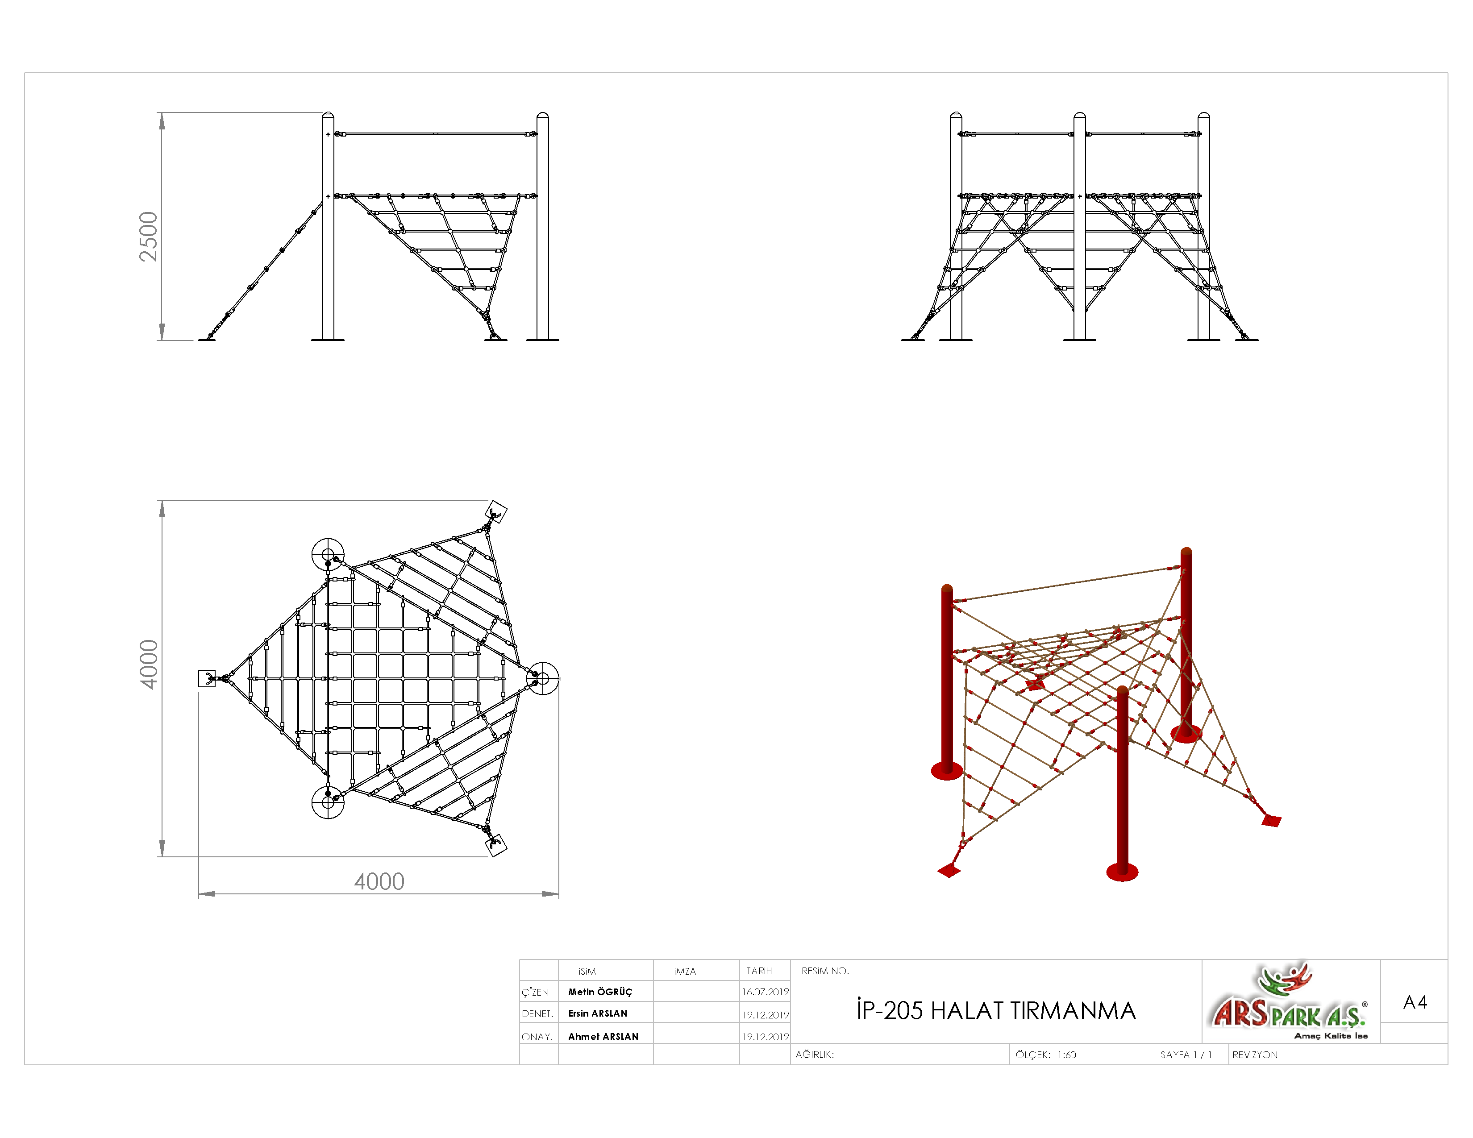 2500
4000
4000
İSİM İMZA TARİH RESİM NO.
ÇİZEN. Metin ÖGRÜÇ 16.07.2019
DENET. Ersin ARSLAN 19.12.2019
ONAY. Ahmet ARSLAN 19.12.2019
İP-205 HALAT TIRMANMA
ARSPARK A.Ş.®
Amaç Kalite İse
A4
AĞIRLIK: ÖLÇEK: 1:60 SAYFA 1 / 1 REVİZYON